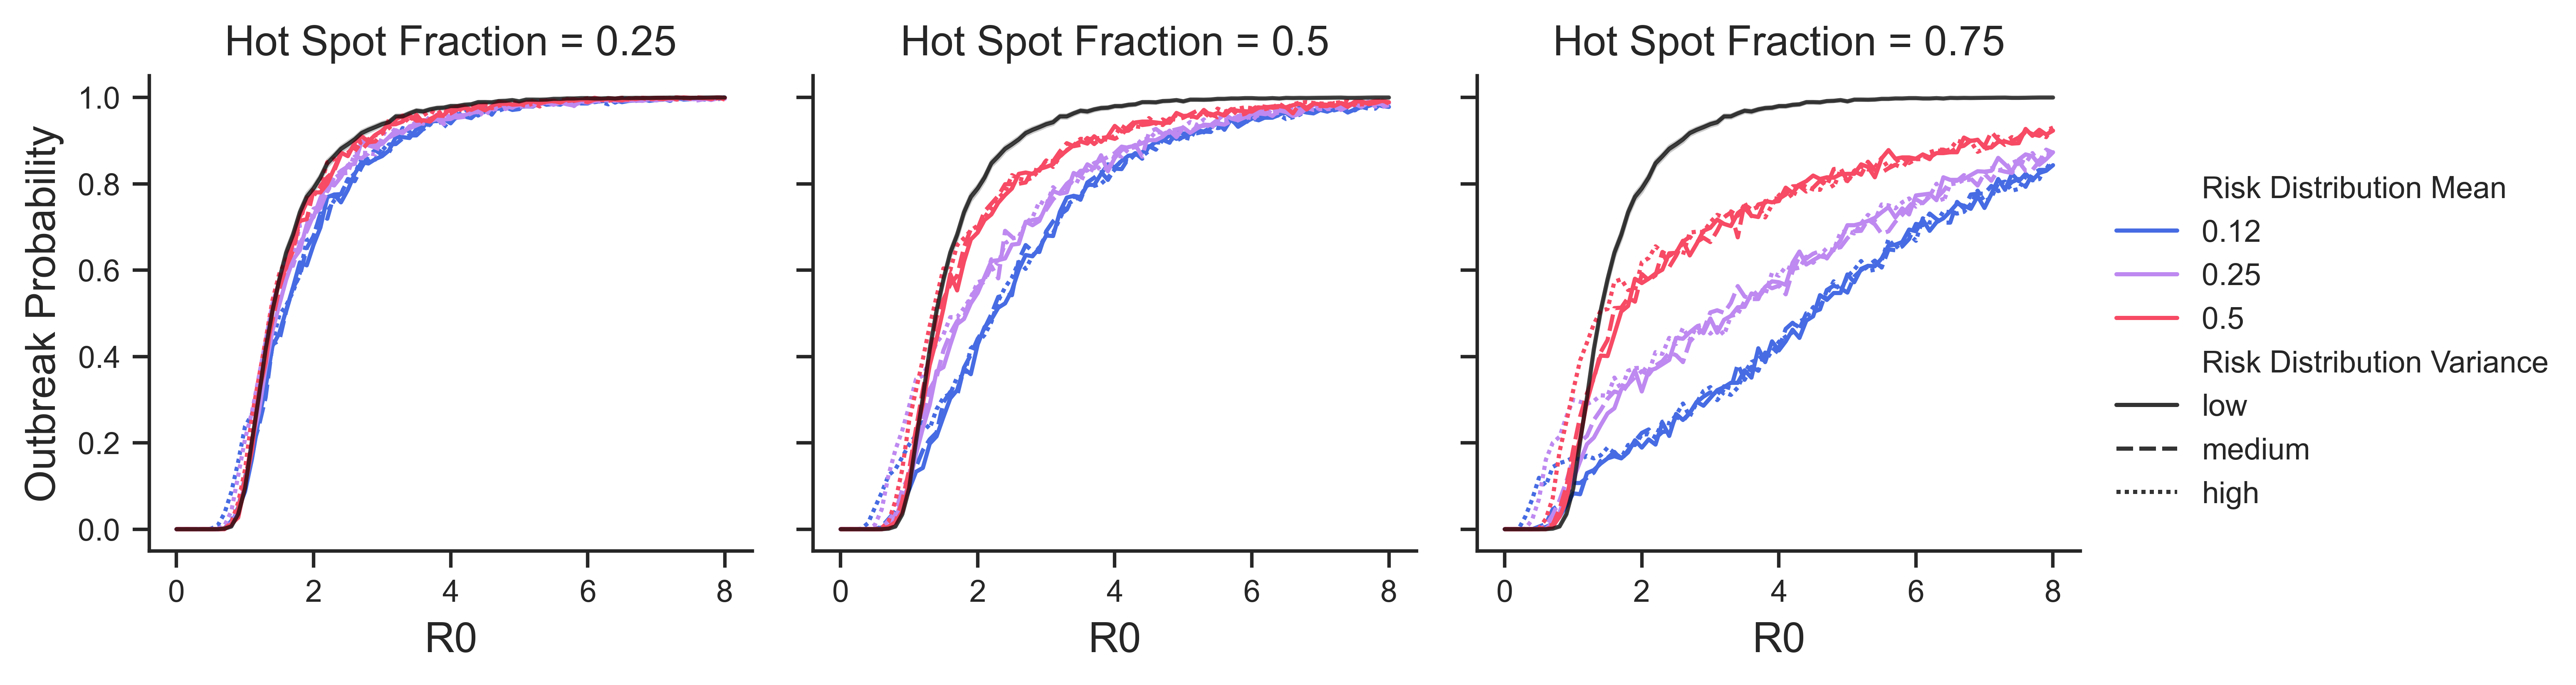 Hot Spot Fraction = 0.25
Hot Spot Fraction = 0.5
Hot Spot Fraction = 0.75
Outbreak Probability
1.0
0.8
0.6
0.4
0.2
0.0
0 2 4 6 8
0 2 4 6 8
0 2 4 6 8
R0
R0
R0
Risk Distribution Mean
0.12
0.25
0.5
Risk Distribution Variance
low
medium
high